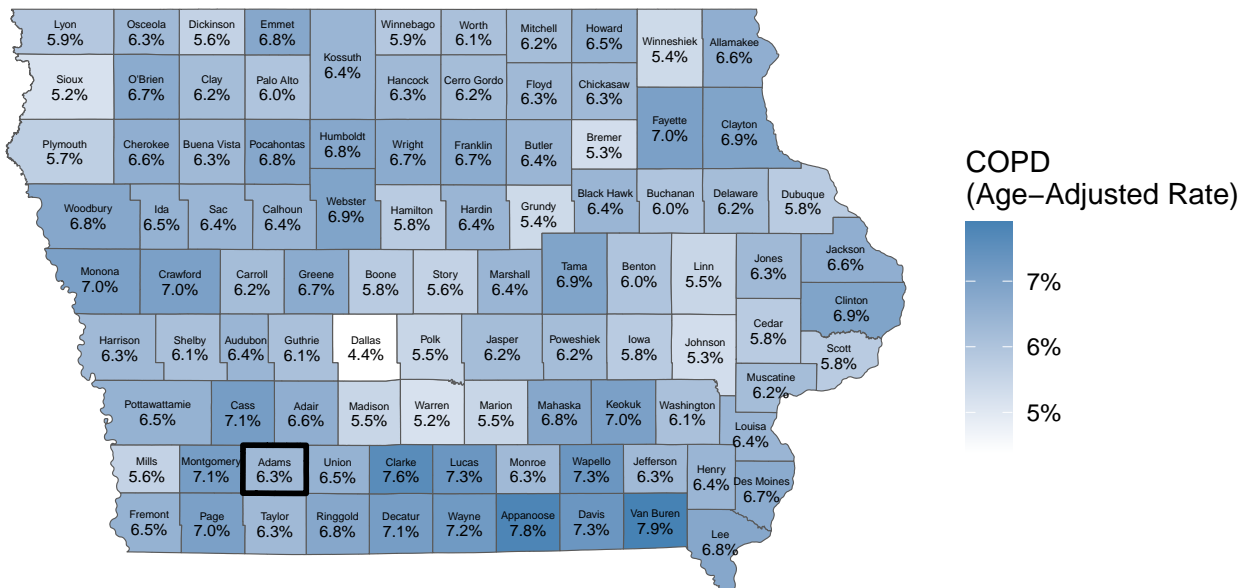 Lyon
5.9%
Osceola
6.3%
Dickinson
5.6%
Emmet
6.8%
Winnebago
5.9%
Worth
6.1%
Mitchell
6.2%
Howard
6.5%
Winneshiek
5.4%
Allamakee
6.6%
Kossuth
6.4%
Sioux
5.2%
O'Brien
6.7%
Clay
6.2%
Palo Alto
6.0%
Hancock
6.3%
Cerro Gordo
6.2%
Floyd
6.3%
Chickasaw
6.3%
Fayette
7.0%
Clayton
6.9%
Plymouth
5.7%
Cherokee
6.6%
Buena Vista
6.3%
Pocahontas
6.8%
Humboldt
6.8%
Wright
6.7%
Franklin
6.7%
Butler
6.4%
Bremer
5.3%
Woodbury
6.8%
Ida
6.5%
Sac
6.4%
Calhoun
6.4%
Webster
6.9%
Hamilton
5.8%
Hardin
6.4%
Grundy
5.4%
Black Hawk
6.4%
Buchanan
6.0%
Delaware
6.2%
Dubuque
5.8%
Monona
7.0%
Crawford
7.0%
Carroll
6.2%
Greene
6.7%
Boone
5.8%
Story
5.6%
Marshall
6.4%
Tama
6.9%
Benton
6.0%
Linn
5.5%
Jones
6.3%
Jackson
6.6%
Clinton
6.9%
Harrison
6.3%
Shelby
6.1%
Audubon
6.4%
Guthrie
6.1%
Dallas
4.4%
Polk
5.5%
Jasper
6.2%
Poweshiek
6.2%
Iowa
5.8%
Johnson
5.3%
Cedar
5.8%
Scott
5.8%
Muscatine
6.2%
Pottawattamie
6.5%
Cass
7.1%
Adair
6.6%
Madison
5.5%
Warren
5.2%
Marion
5.5%
Mahaska
6.8%
Keokuk
7.0%
Washington
6.1%
Louisa
6.4%
Mills
5.6%
Montgomery
7.1%
Adams
6.3%
Union
6.5%
Clarke
7.6%
Lucas
7.3%
Monroe
6.3%
Wapello
7.3%
Jefferson
6.3%
Henry
6.4%
Des Moines
6.7%
Fremont
6.5%
Page
7.0%
Taylor
6.3%
Ringgold
6.8%
Decatur
7.1%
Wayne
7.2%
Appanoose
7.8%
Davis
7.3%
Van Buren
7.9%
Lee
6.8%
COPD
(Age−Adjusted Rate)
7%
6%
5%